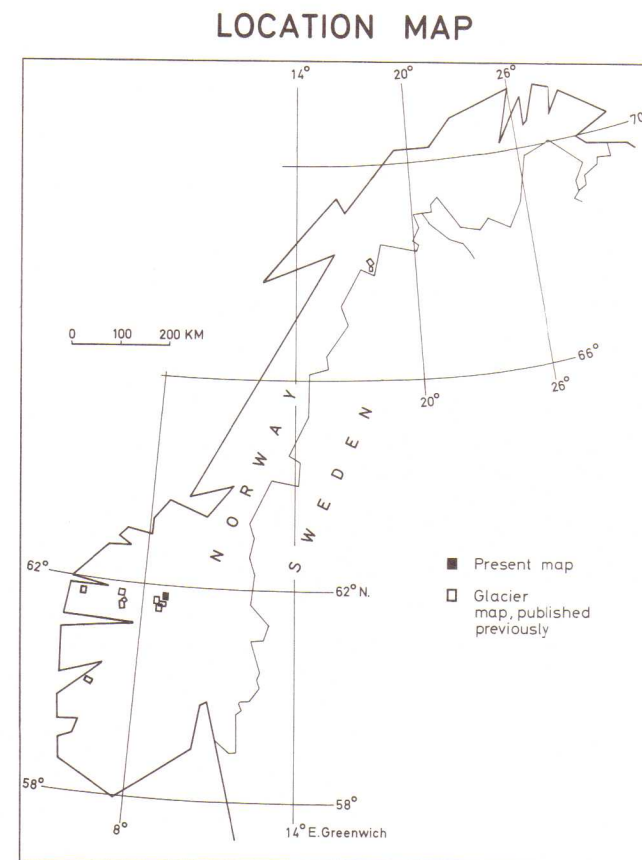 LOCATION MAP
14°
20°
26°
70
0 100 200 KM
66°
26°
20°
NORWAY
SWEDEN
62°
62° N.
Present map
Glacier
map, published
previously
58°
58°
8°
14° E.Greenwich